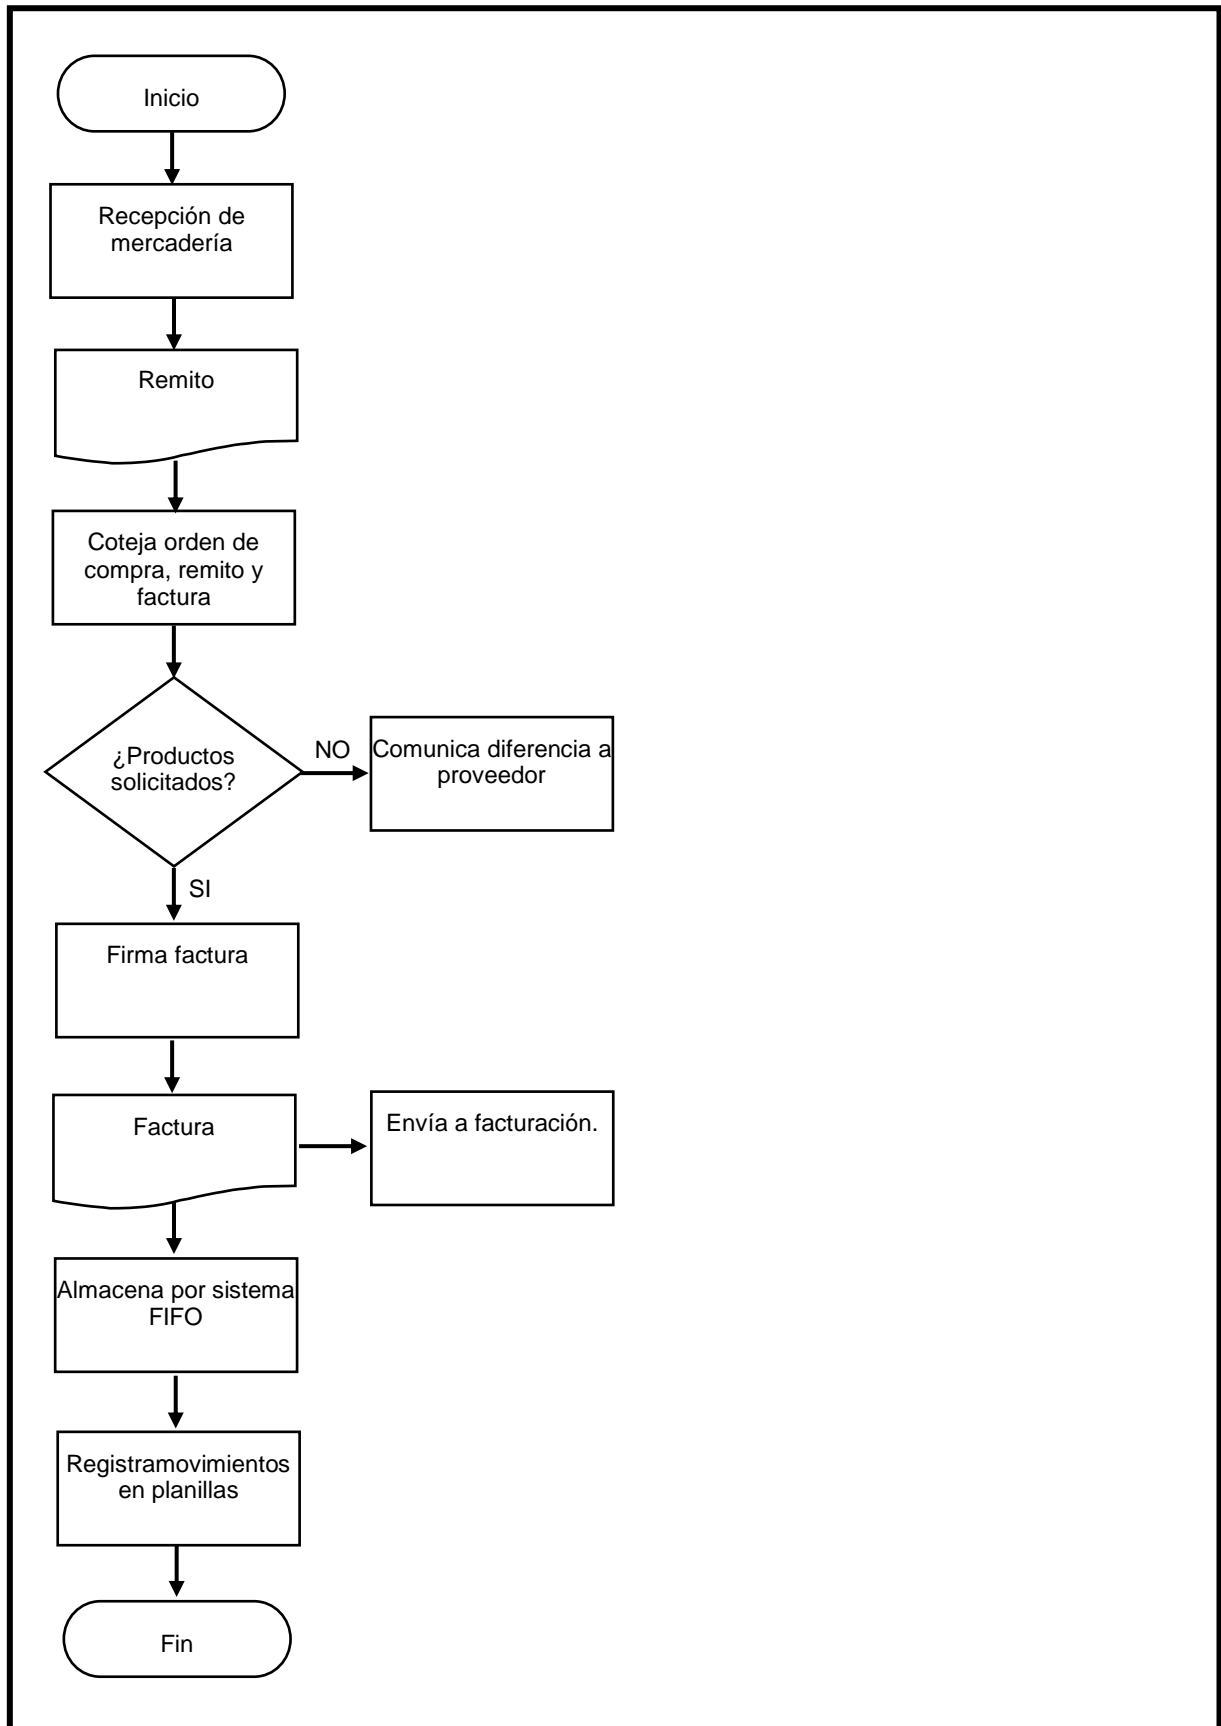 Inicio
Recepción de
mercadería
Remito
Coteja orden de
compra, remito y
factura
¿Productos
solicitados?
NO
Comunica diferencia a
proveedor
SI
Firma factura
Factura
Envía a facturación.
Almacena por sistema
FIFO
Registramovimientos
en planillas
Fin